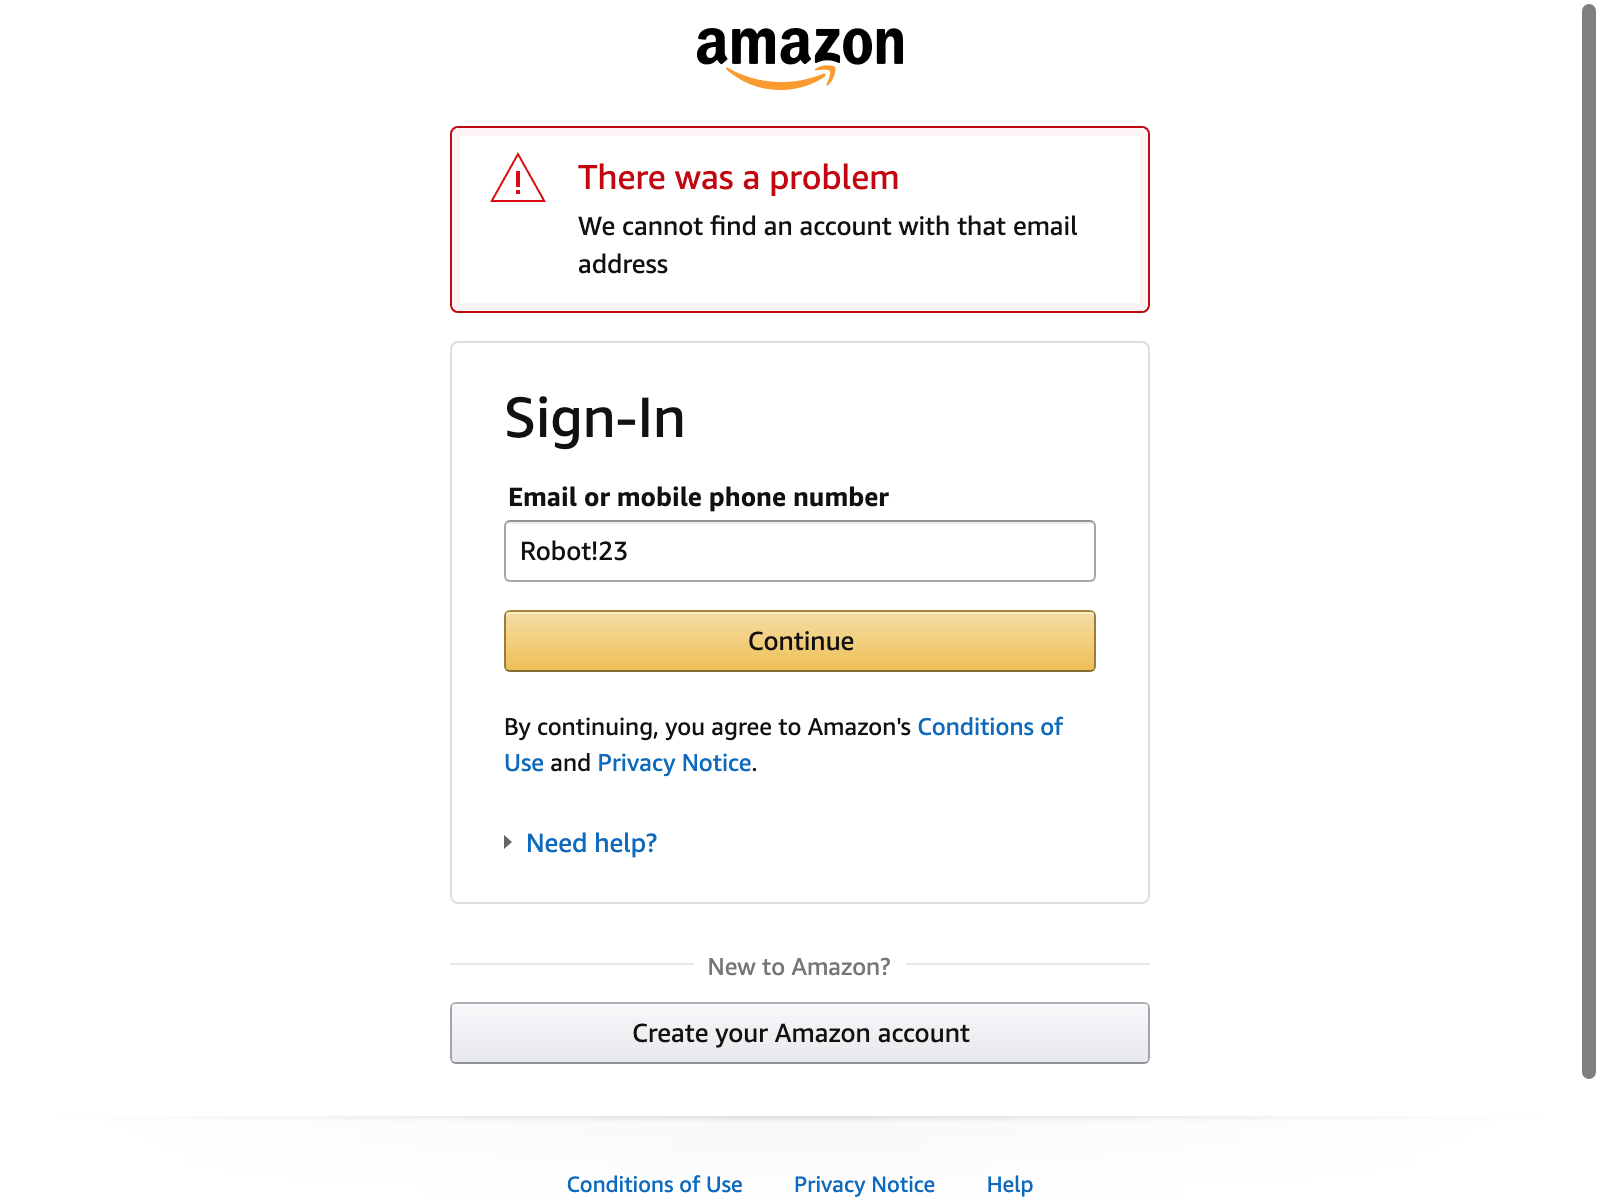 amazon
There was a problem
We cannot find an account with that email
address
Sign-In
Email or mobile phone number
Robot!23
Continue
By continuing, you agree to Amazon's Conditions of
Use and Privacy Notice.
Need help?
New to Amazon?
Create your Amazon account
Conditions of Use Privacy Notice Help